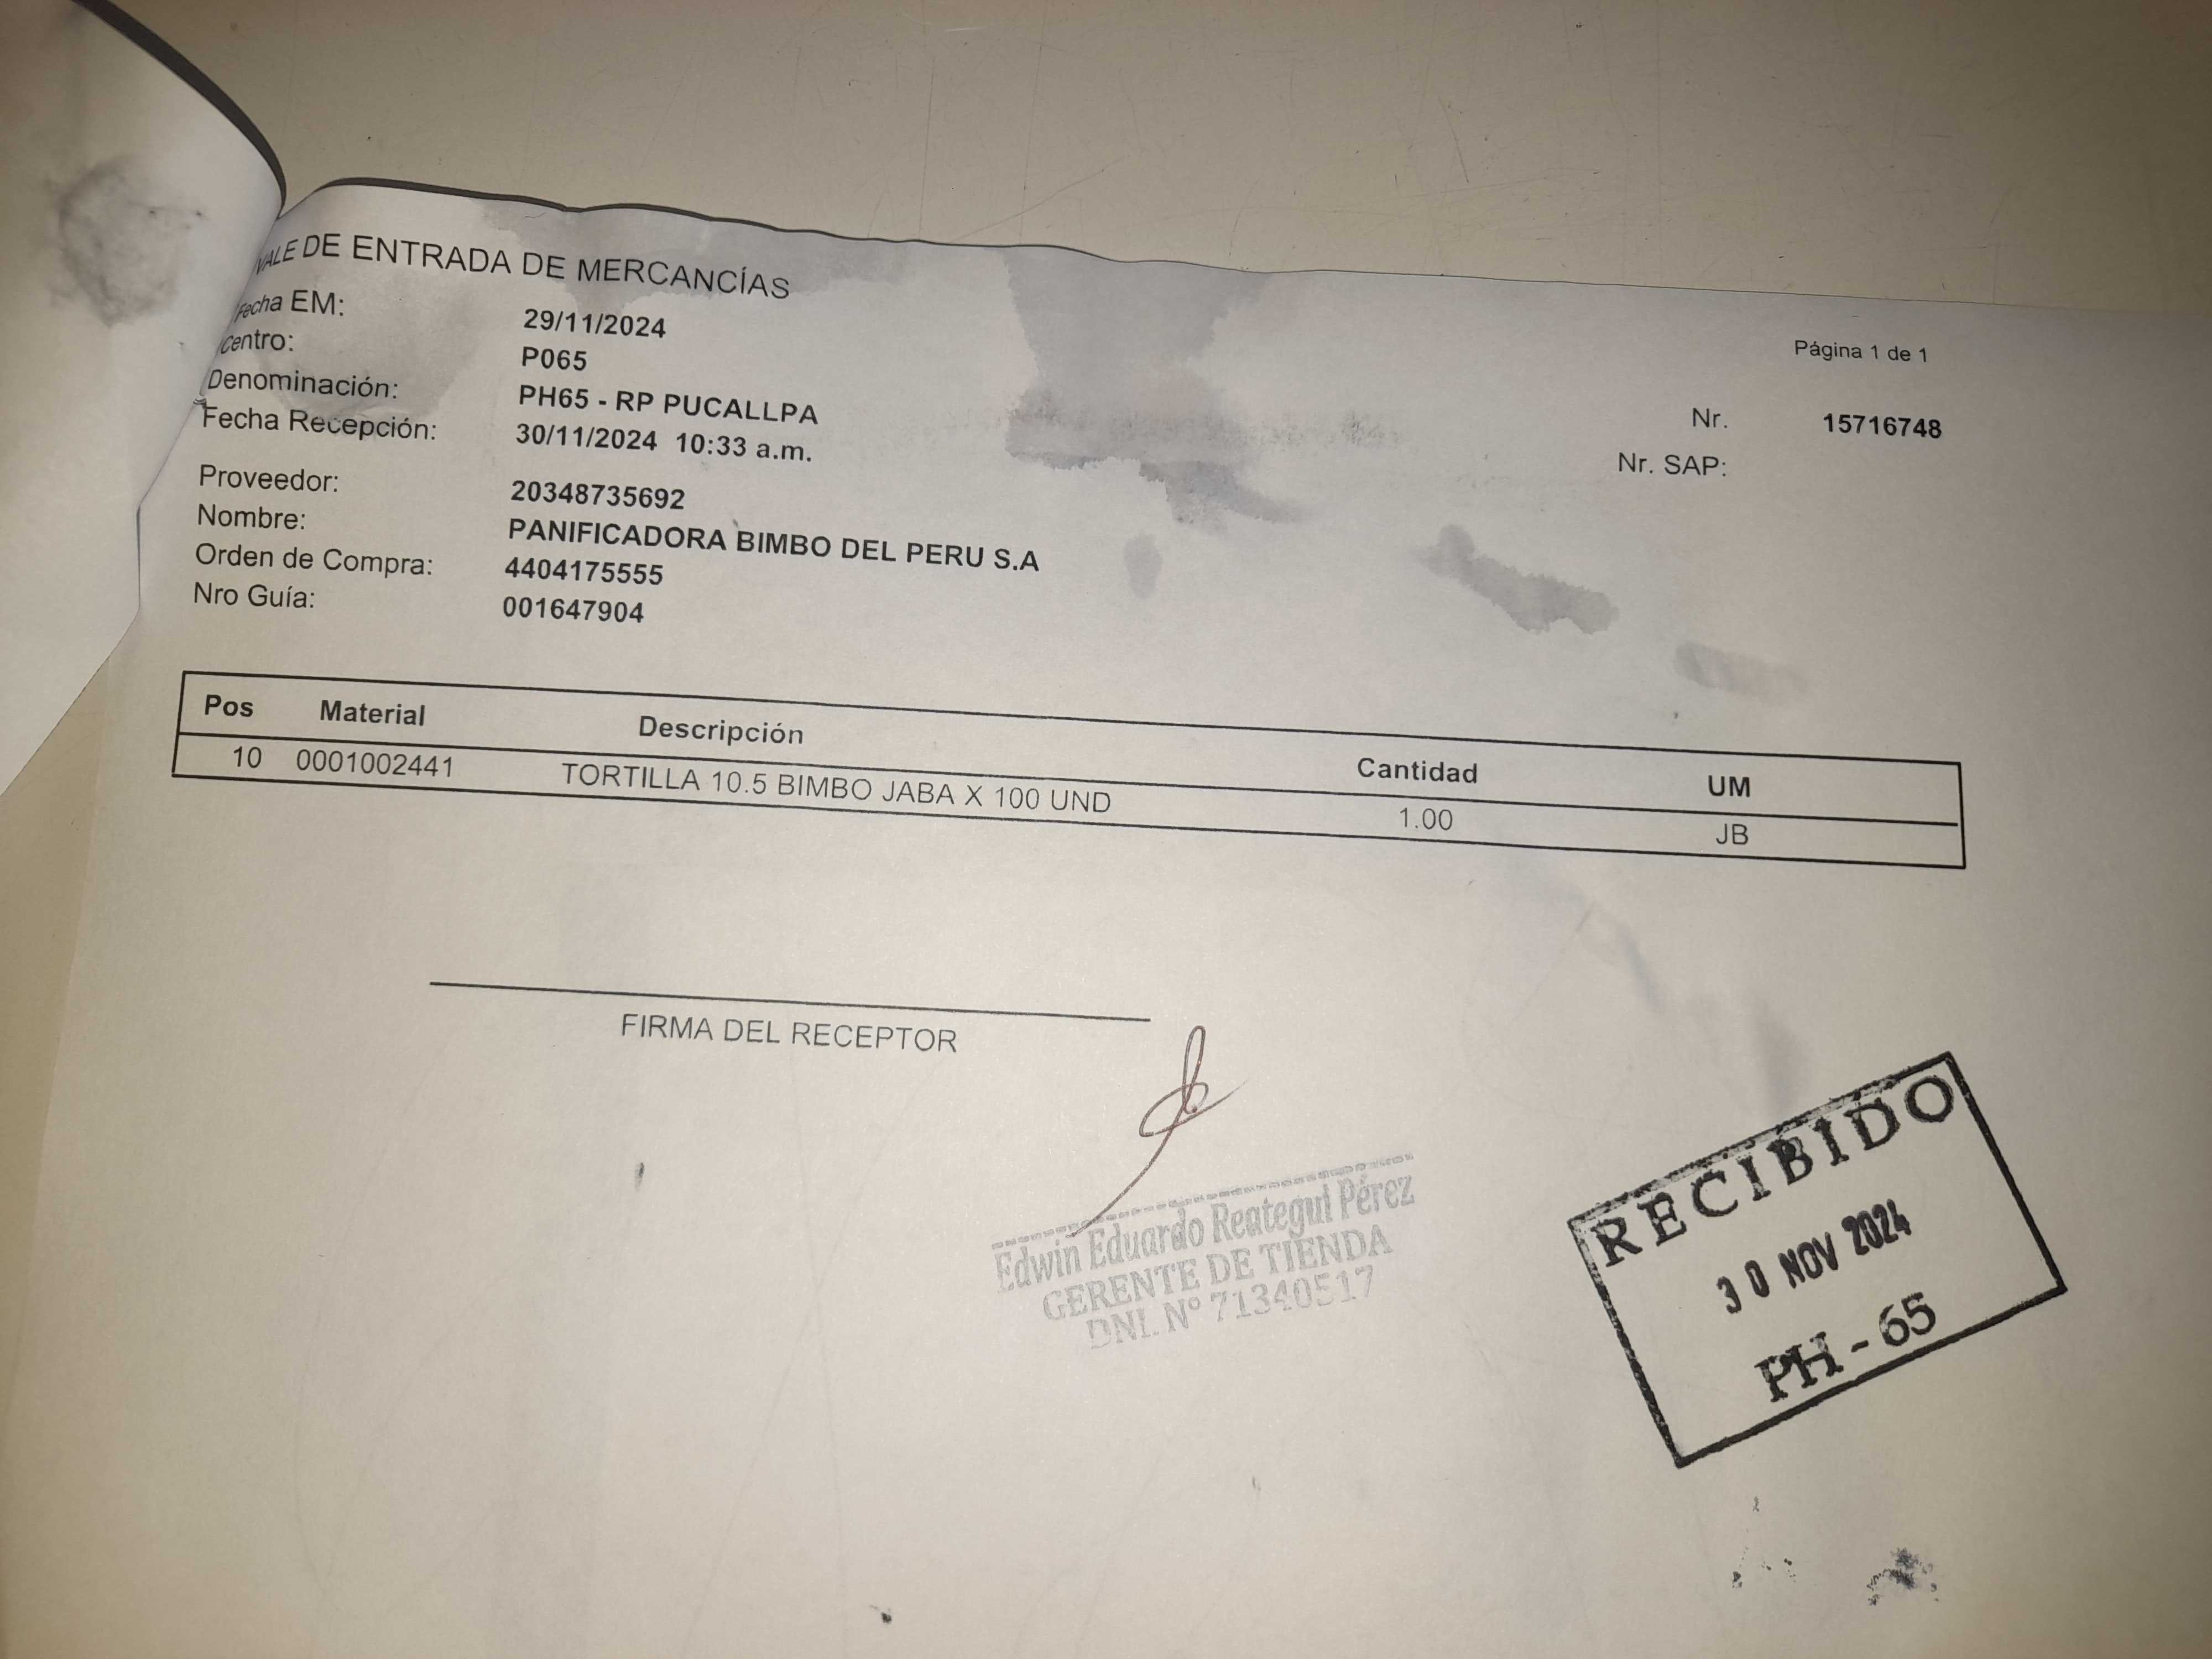 VALE DE ENTRADA DE MERCANCÍAS
Página 1 de 1
Fecha EM: 29/11/2024
Centro: P065
Denominación: PH65 - RP PUCALLPA
Nr. 15716748
Fecha Recepción: 30/11/2024 10:33 a.m.
Nr. SAP:
Proveedor: 20348735692
Nombre: PANIFICADORA BIMBO DEL PERU S.A
Orden de Compra: 4404175555
Nro Guía: 001647904
Pos Material Descripción Cantidad UM
10 0001002441 TORTILLA 10.5 BIMBO JABA X 100 UND 1.00 JB
FIRMA DEL RECEPTOR
Edwin Eduardo Reategui Pérez
GERENTE DE TIENDA
DNI. N° 71340517
RECIBIDO
30 NOV 2024
PH-65